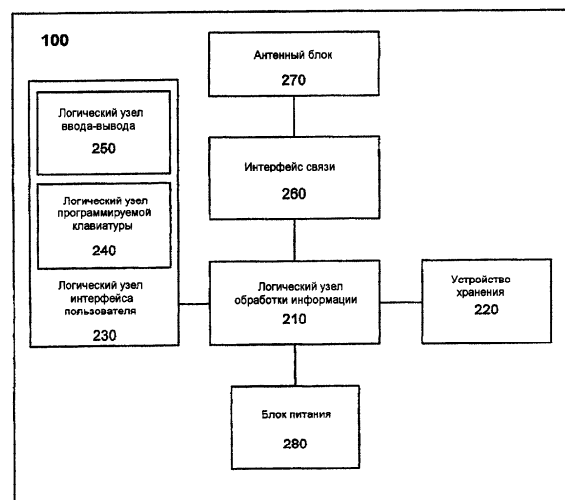 100
Антенный блок
270
Логический узел
ввода-вывода
250
Интерфейс связи
260
Логический узел
программируемой
клавиатуры
240
Логический узел
интерфейса
пользователя
230
Логический узел
обработки информации
210
Устройство
хранения
220
Блок питания
280